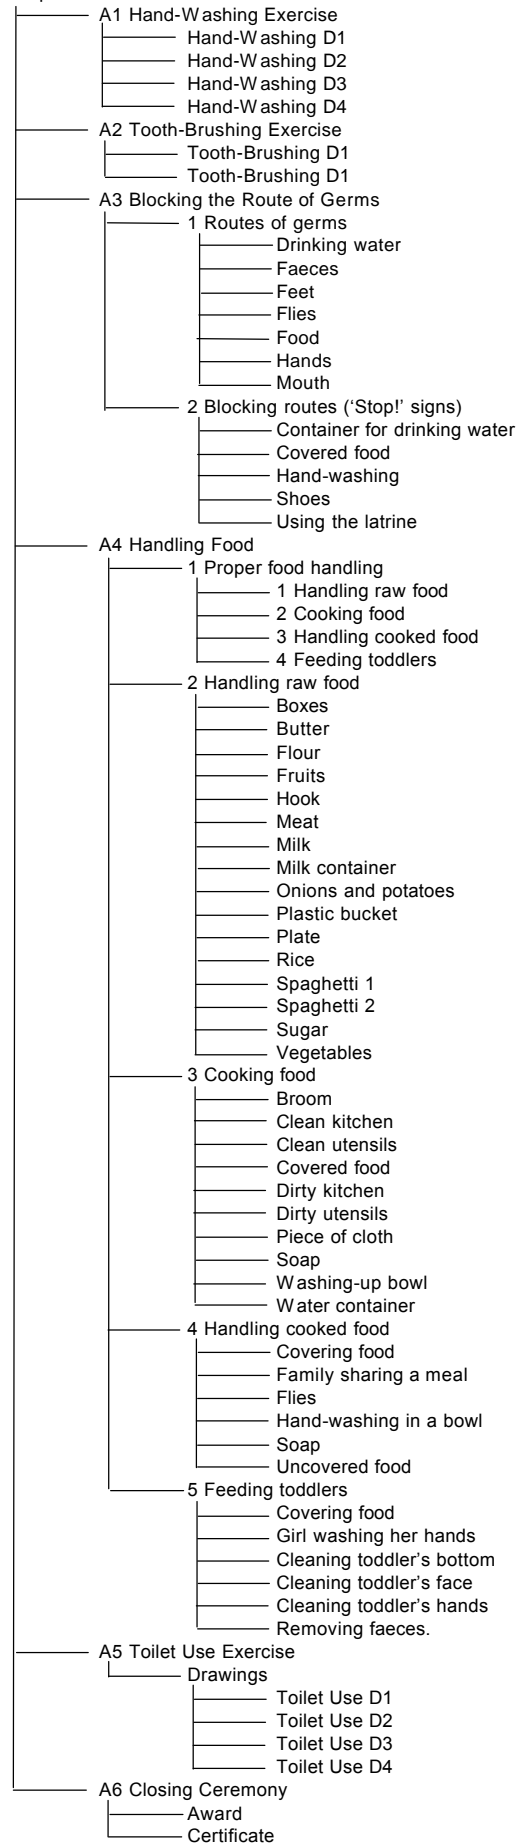 A1 Hand-Washing Exercise
Hand-Washing D1
Hand-Washing D2
Hand-Washing D3
Hand-Washing D4
A2 Tooth-Brushing Exercise
Tooth-Brushing D1
Tooth-Brushing D1
A3 Blocking the Route of Germs
1 Routes of germs
Drinking water
Faeces
Feet
Flies
Food
Hands
Mouth
2 Blocking routes (‘Stop!’ signs)
Container for drinking water
Covered food
Hand-washing
Shoes
Using the latrine
A4 Handling Food
1 Proper food handling
1 Handling raw food
2 Cooking food
3 Handling cooked food
4 Feeding toddlers
2 Handling raw food
Boxes
Butter
Flour
Fruits
Hook
Meat
Milk
Milk container
Onions and potatoes
Plastic bucket
Plate
Rice
Spaghetti 1
Spaghetti 2
Sugar
Vegetables
3 Cooking food
Broom
Clean kitchen
Clean utensils
Covered food
Dirty kitchen
Dirty utensils
Piece of cloth
Soap
Washing-up bowl
Water container
4 Handling cooked food
Covering food
Family sharing a meal
Flies
Hand-washing in a bowl
Soap
Uncovered food
5 Feeding toddlers
Covering food
Girl washing her hands
Cleaning toddler’s bottom
Cleaning toddler’s face
Cleaning toddler’s hands
Removing faeces.
A5 Toilet Use Exercise
Drawings
Toilet Use D1
Toilet Use D2
Toilet Use D3
Toilet Use D4
A6 Closing Ceremony
Award
Certificate